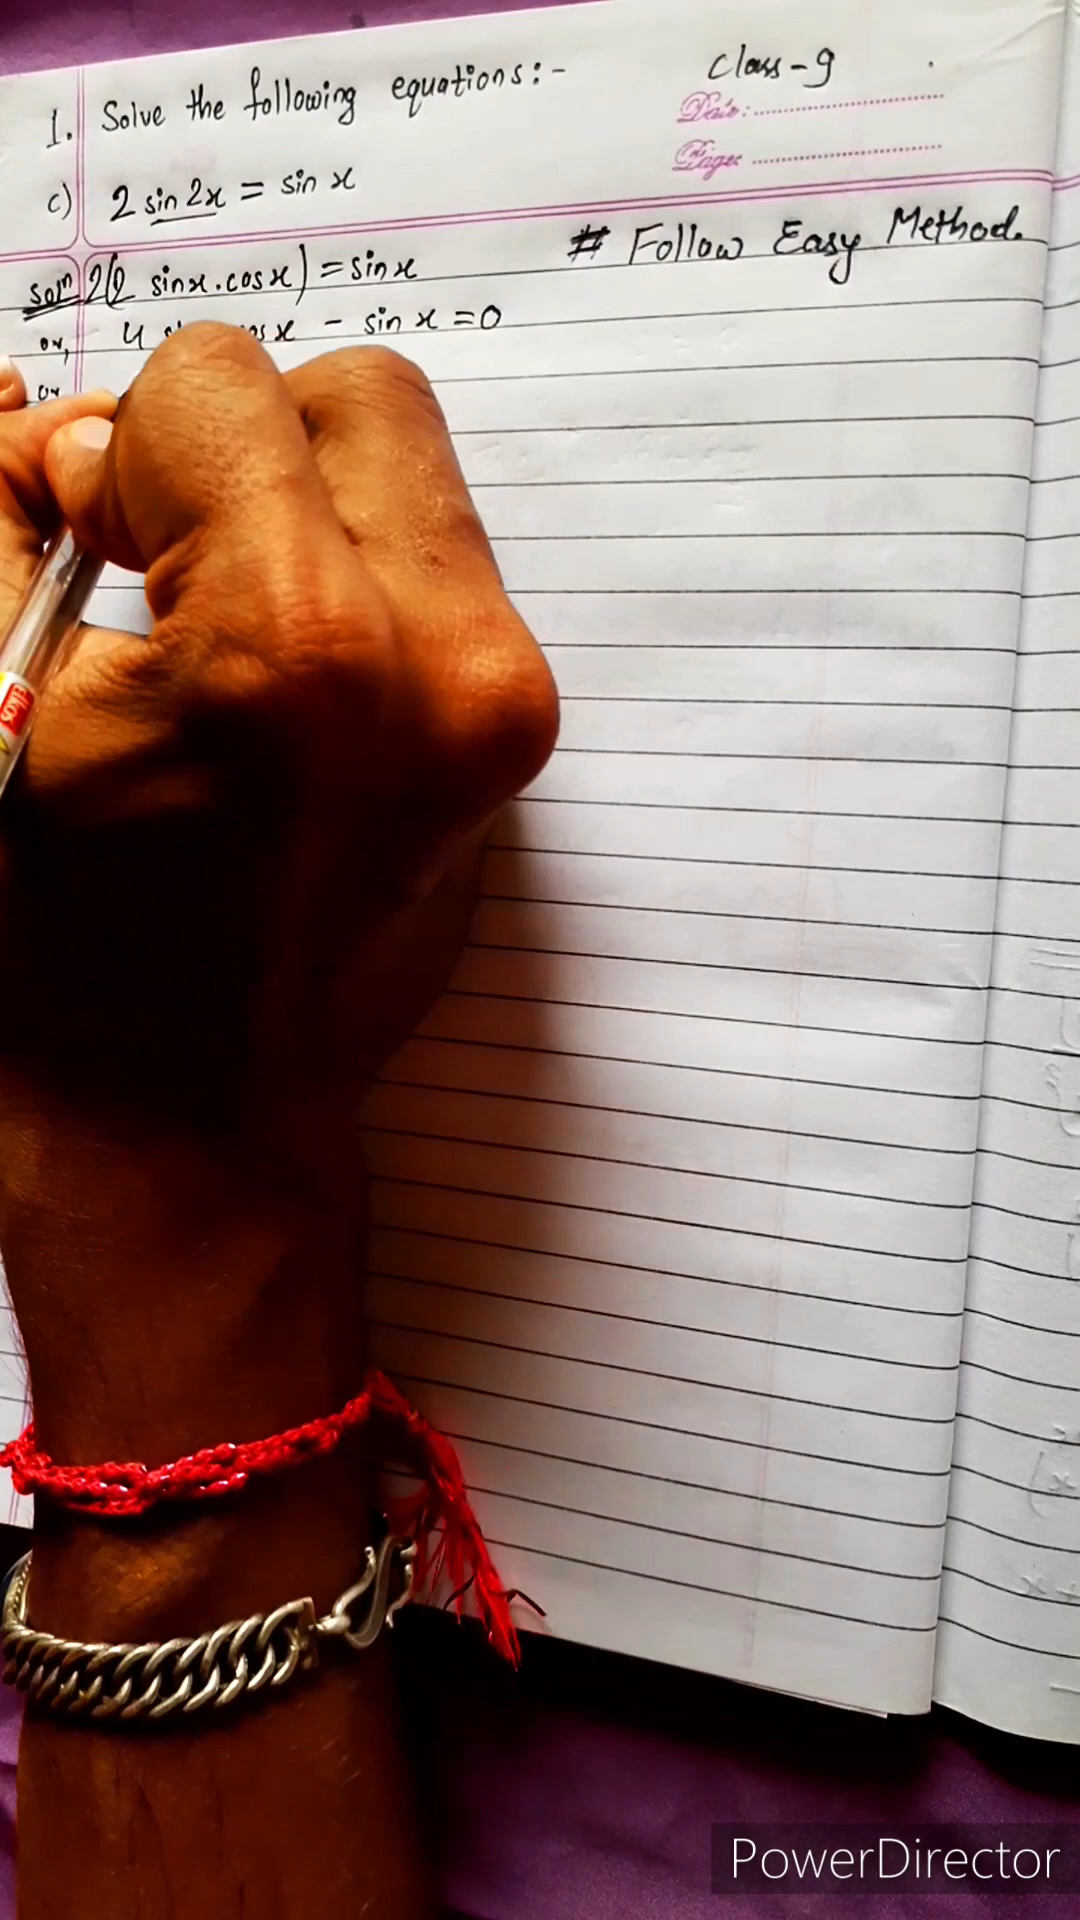 Class-9
1. Solve the following equations:-
Date:
Page:
c) 2 sin 2x = sin x
# Follow Easy Method.
Soln 2(2 sinx.cosx) = sinx
or, 4 x - sin x = 0
or
PowerDirector